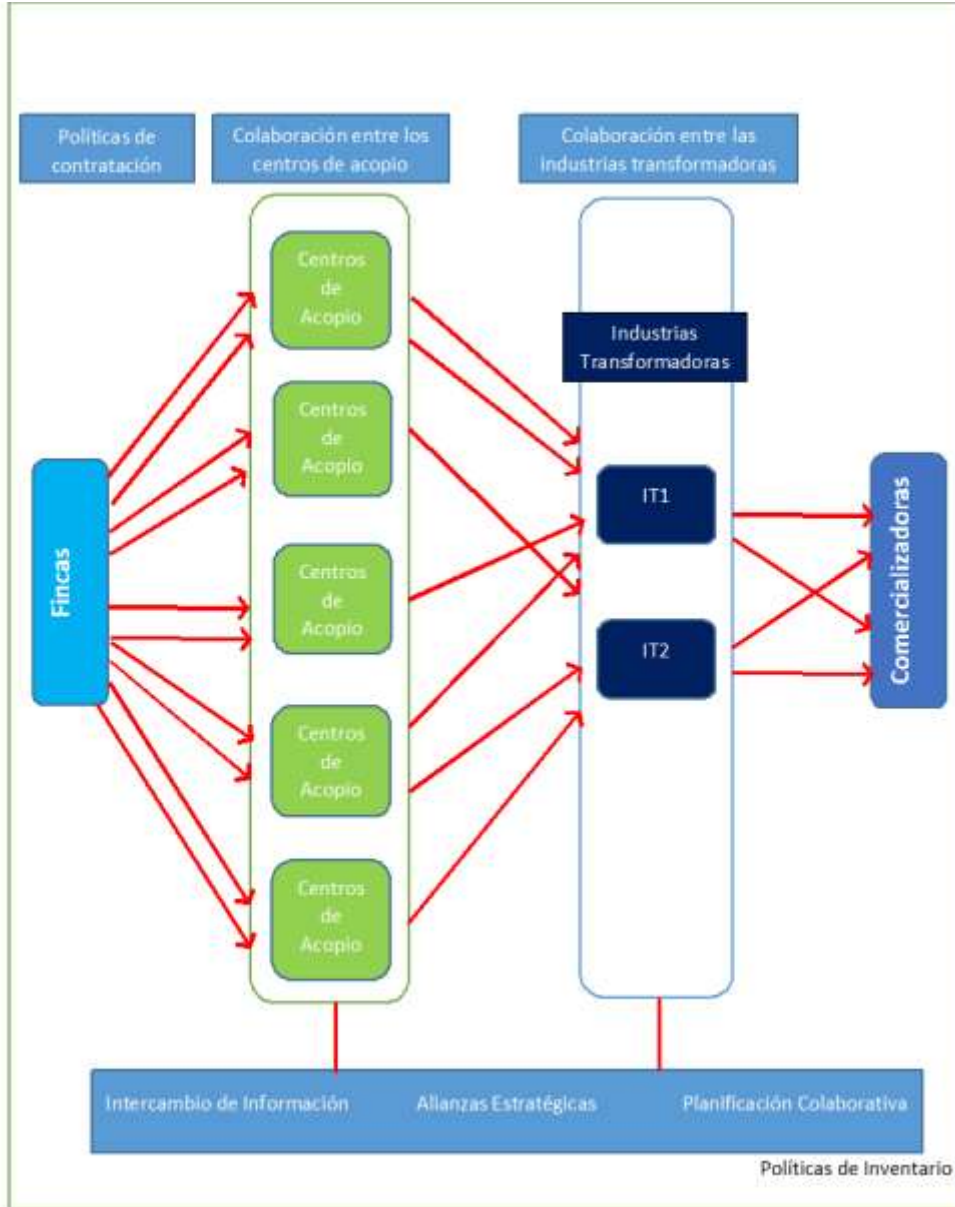 Políticas de
contratación
Colaboración entre los
centros de acopio
Colaboración entre las
industrias transformadoras
Centros
de
Acopio
Centros
de
Acopio
Centros
de
Acopio
Centros
de
Acopio
Centros
de
Acopio
Fincas
Industrias
Transformadoras
IT1
IT2
Comercializadoras
Intercambio de Información
Alianzas Estratégicas
Planificación Colaborativa
Políticas de Inventario